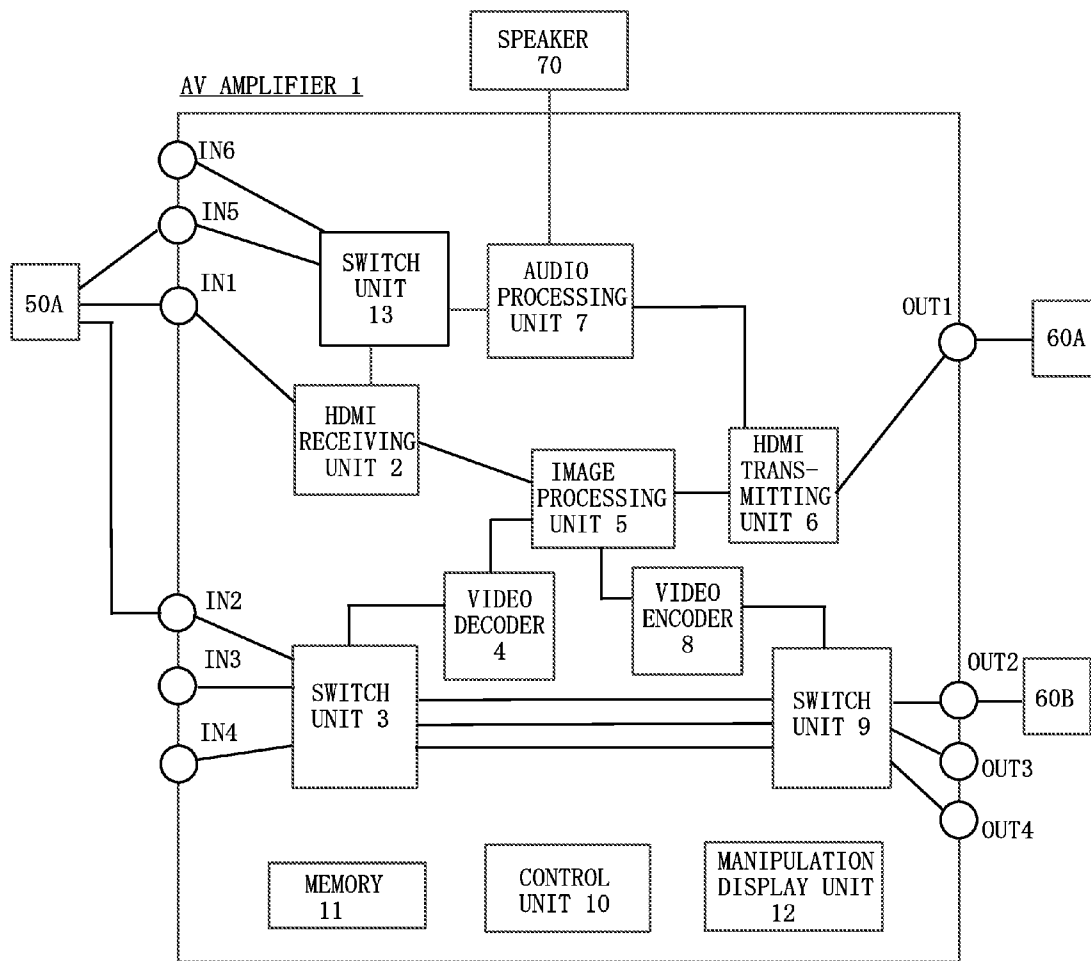 SPEAKER
70
AV AMPLIFIER 1
IN6
IN5
IN1
50A
SWITCH
UNIT
13
AUDIO
PROCESSING
UNIT 7
OUT1
60A
HDMI
RECEIVING
UNIT 2
IMAGE
PROCESSING
UNIT 5
HDMI
TRANS-
MITTING
UNIT 6
IN2
IN3
IN4
VIDEO
DECODER
4
VIDEO
ENCODER
8
SWITCH
UNIT 3
SWITCH
UNIT 9
OUT2
60B
OUT3
OUT4
MEMORY
11
CONTROL
UNIT 10
MANIPULATION
DISPLAY UNIT
12